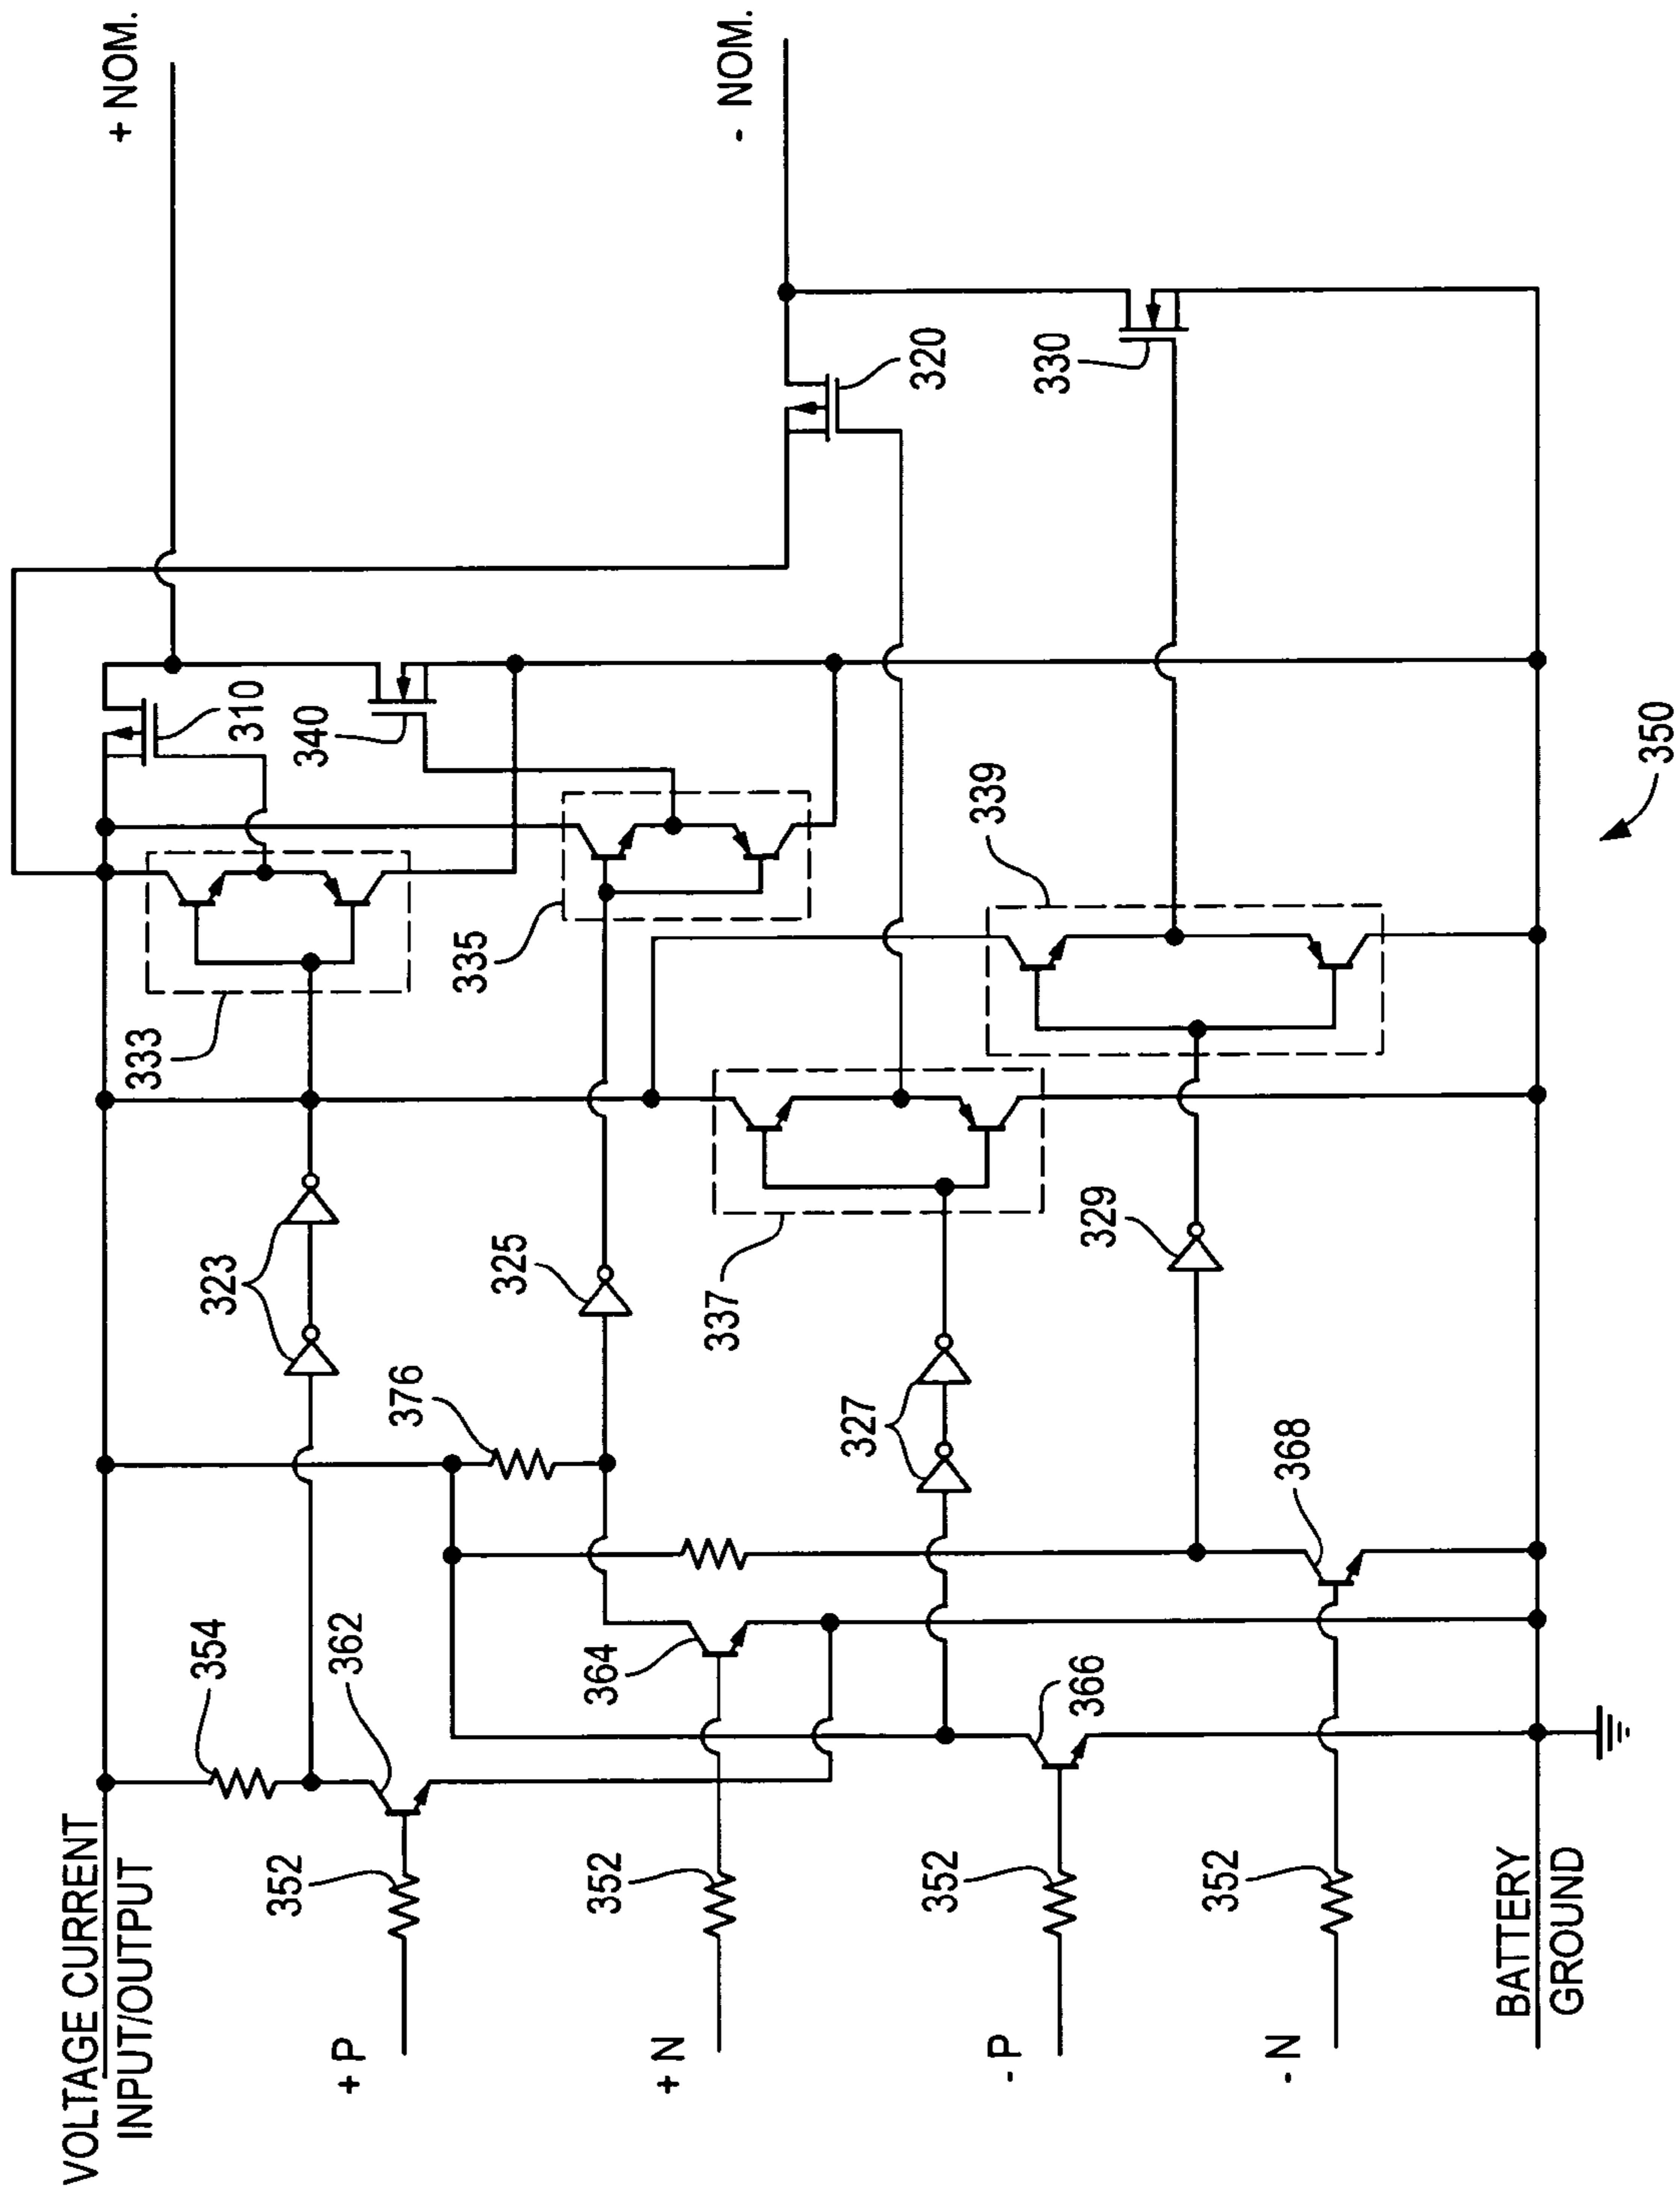 VOLTAGE CURRENT
INPUT/OUTPUT
+ P
+ N
- P
- N
BATTERY
GROUND
352
352
352
352
354
362
364
366
368
376
323
325
327
329
333
335
337
339
310
340
320
330
+ NOM.
- NOM.
350